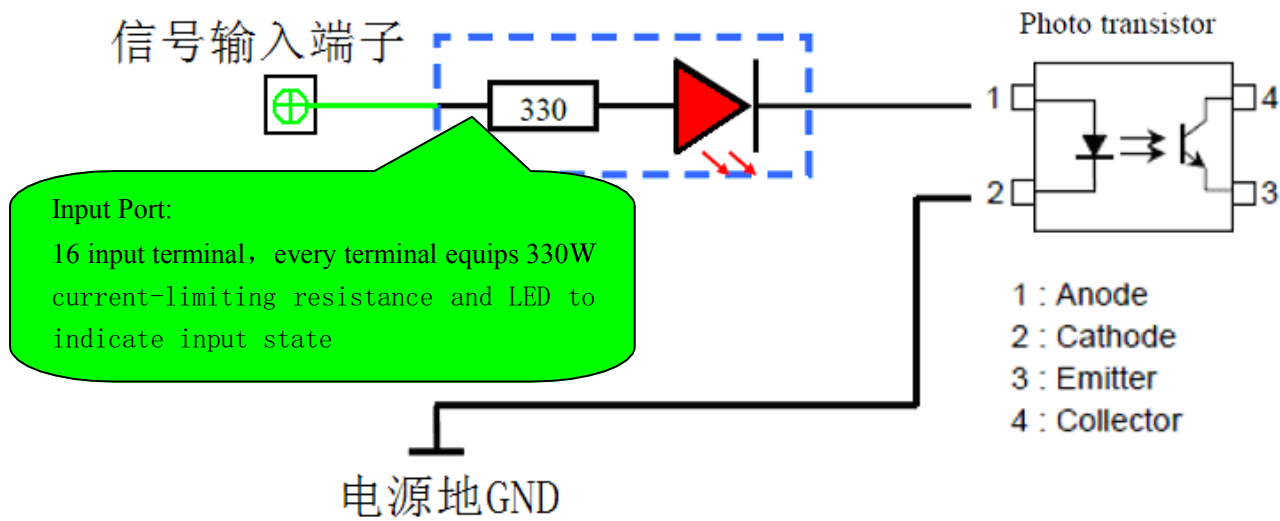 信号输入端子
330
Input Port:
16 input terminal，every terminal equips 330W
current-limiting resistance and LED to
indicate input state
电源地GND
Photo transistor
1
4
2
3
1 : Anode
2 : Cathode
3 : Emitter
4 : Collector